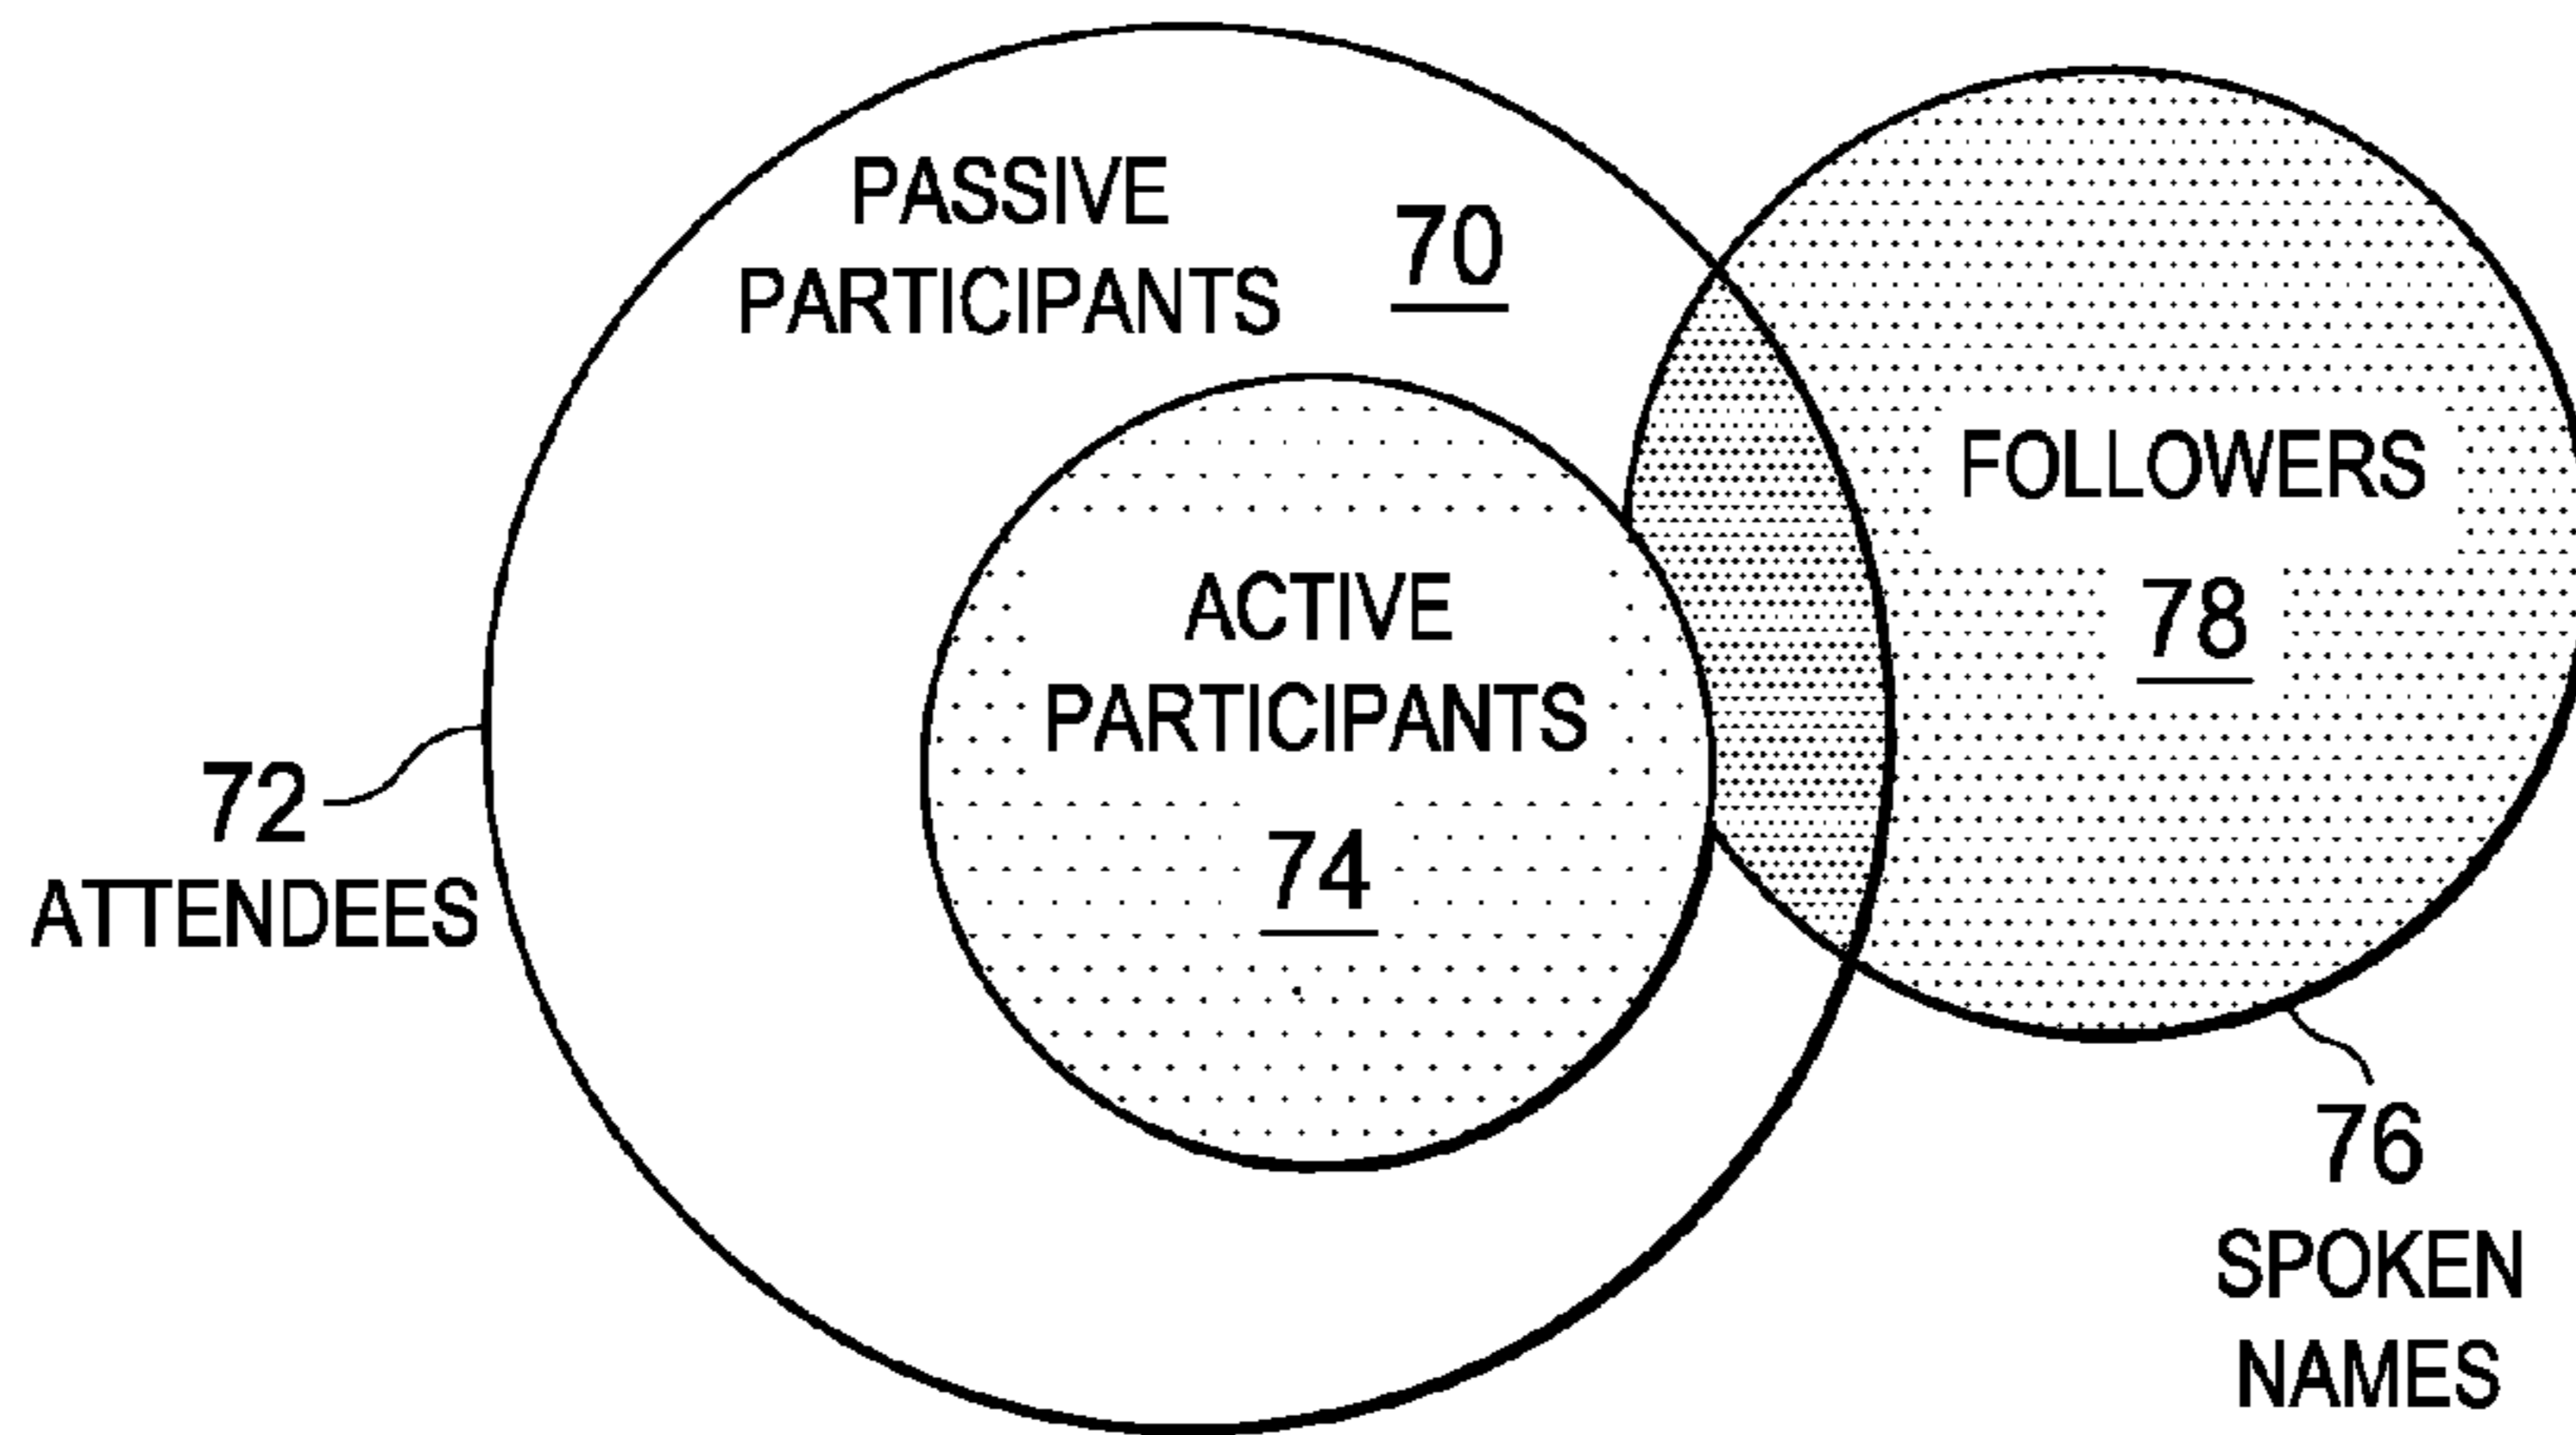 PASSIVE
PARTICIPANTS
70
FOLLOWERS
78
ACTIVE
PARTICIPANTS
74
72
ATTENDEES
76
SPOKEN
NAMES